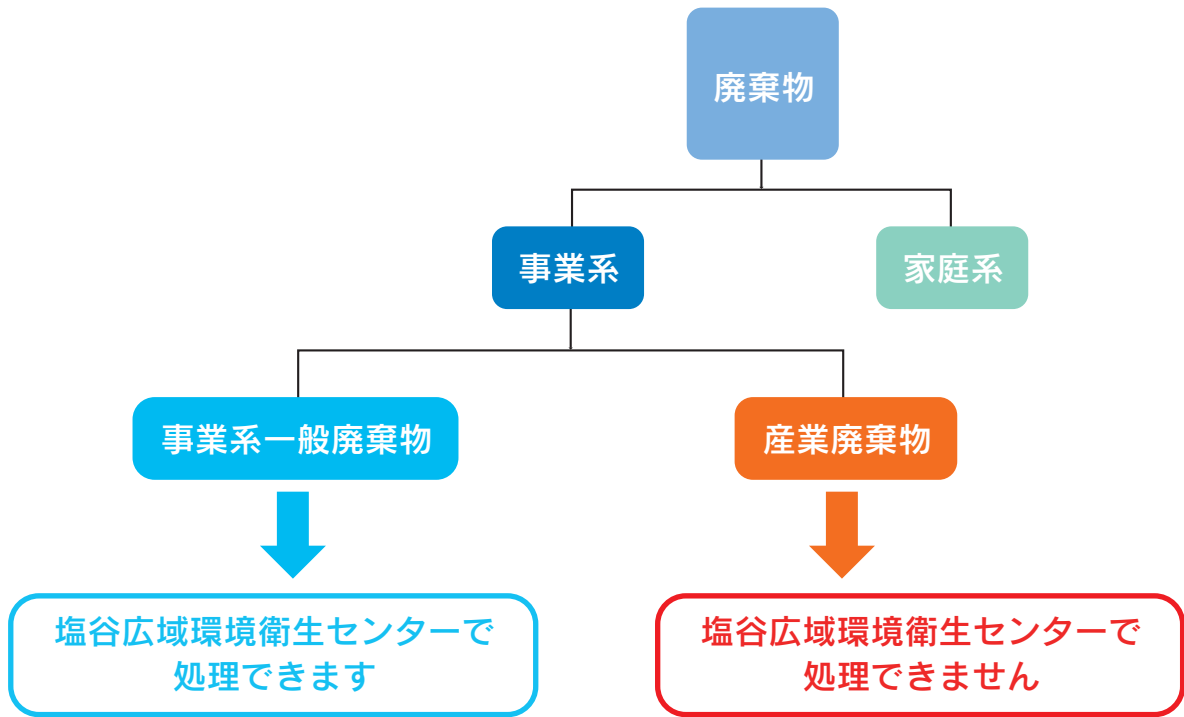 廃棄物
事業系
家庭系
事業系一般廃棄物
産業廃棄物
塩谷広域環境衛生センターで
処理できます
塩谷広域環境衛生センターで
処理できません